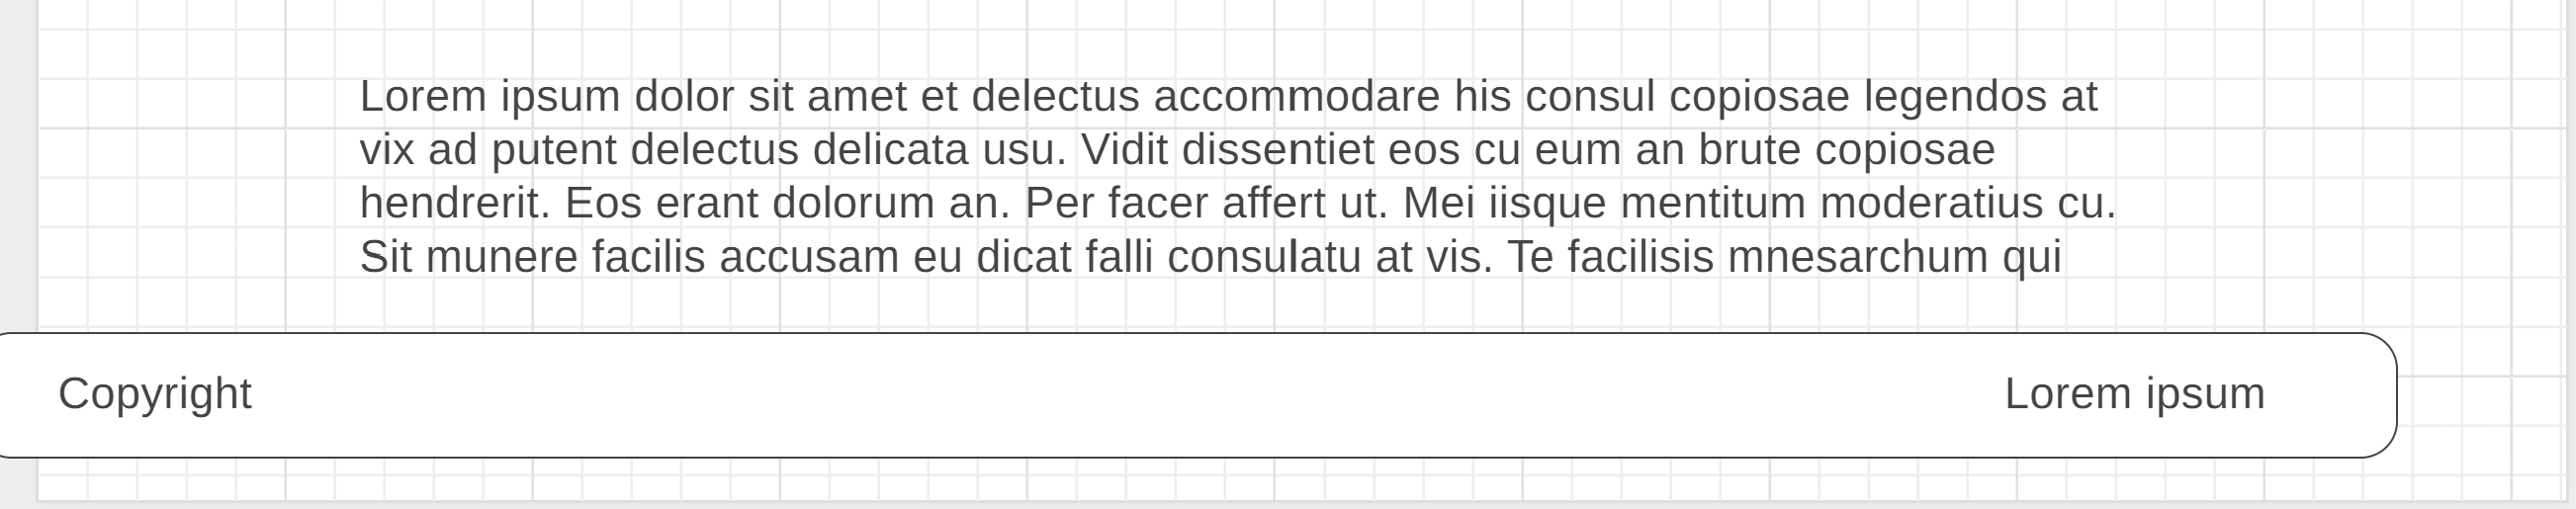 Lorem ipsum dolor sit amet et delectus accommodare his consul copiosae legendos at
vix ad putent delectus delicata usu. Vidit dissentiet eos cu eum an brute copiosae
hendrerit. Eos erant dolorum an. Per facer affert ut. Mei iisque mentitum moderatius cu.
Sit munere facilis accusam eu dicat falli consulatu at vis. Te facilisis mnesarchum qui
Copyright
Lorem ipsum